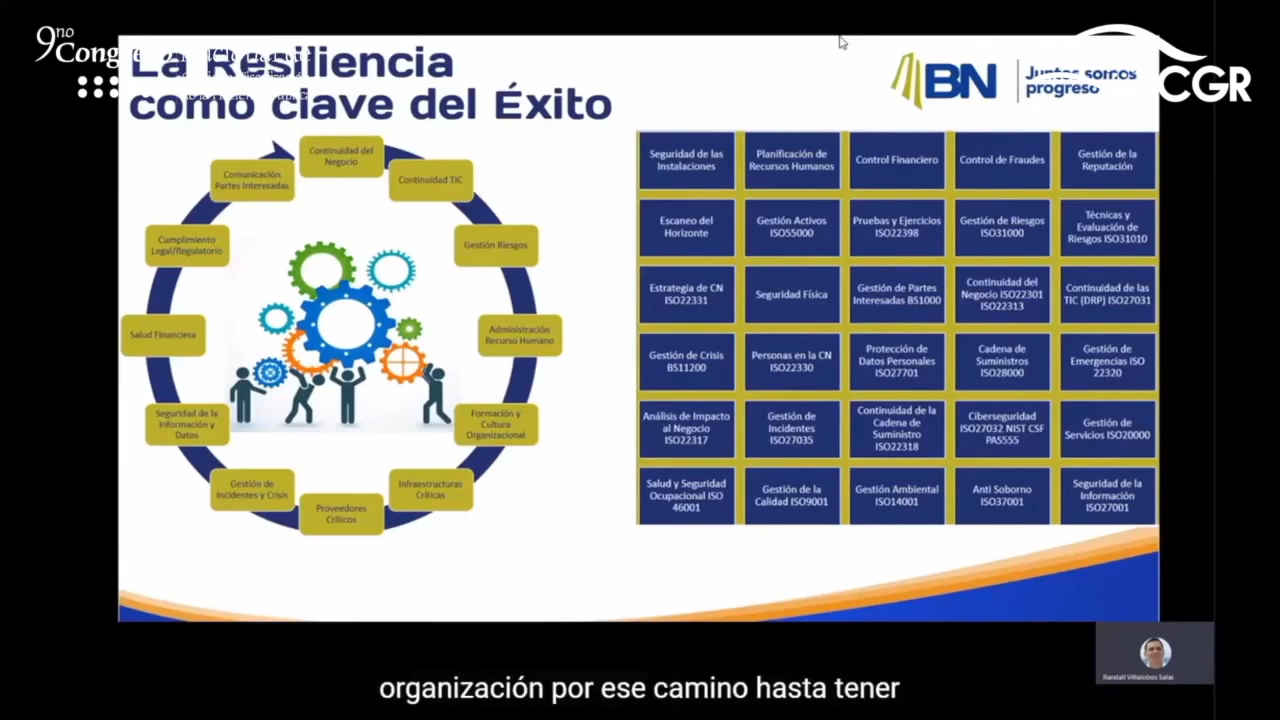 9no
La Resiliencia
como clave del Éxito
BN
Juntos somos
progreso
CGR
Continuidad del
Negocio
Continuidad TIC
Gestión Riesgos
Administración
Recurso Humano
Formación y
Cultura
Organizacional
Infraestructuras
Críticas
Proveedores
Críticos
Gestión de
Incidentes y Crisis
Seguridad de la
Información y
Datos
Salud Financiera
Cumplimiento
Legal/Regulatorio
Comunicación
Partes Interesadas
Seguridad de las
Instalaciones
Planificación de
Recursos Humanos
Control Financiero
Control de Fraudes
Gestión de la
Reputación
Escaneo del
Horizonte
Gestión Activos
ISO55000
Pruebas y Ejercicios
ISO22398
Gestión de Riesgos
ISO31000
Técnicas y
Evaluación de
Riesgos ISO31010
Estrategia de CN
ISO22331
Seguridad Física
Gestión de Partes
Interesadas BS1000
Continuidad del
Negocio ISO22301
ISO22313
Continuidad de las
TIC (DRP) ISO27031
Gestión de Crisis
BS11200
Personas en la CN
ISO22330
Protección de
Datos Personales
ISO27701
Cadena de
Suministros
ISO28000
Gestión de
Emergencias ISO
22320
Análisis de Impacto
al Negocio
ISO22317
Gestión de
Incidentes
ISO27035
Continuidad de la
Cadena de
Suministro
ISO22318
Ciberseguridad
ISO27032 NIST CSF
PAS555
Gestión de
Servicios ISO20000
Salud y Seguridad
Ocupacional ISO
46001
Gestión de la
Calidad ISO9001
Gestión Ambiental
ISO14001
Anti Soborno
ISO37001
Seguridad de la
Información
ISO27001
Randall Villalobos Salas
organización por ese camino hasta tener